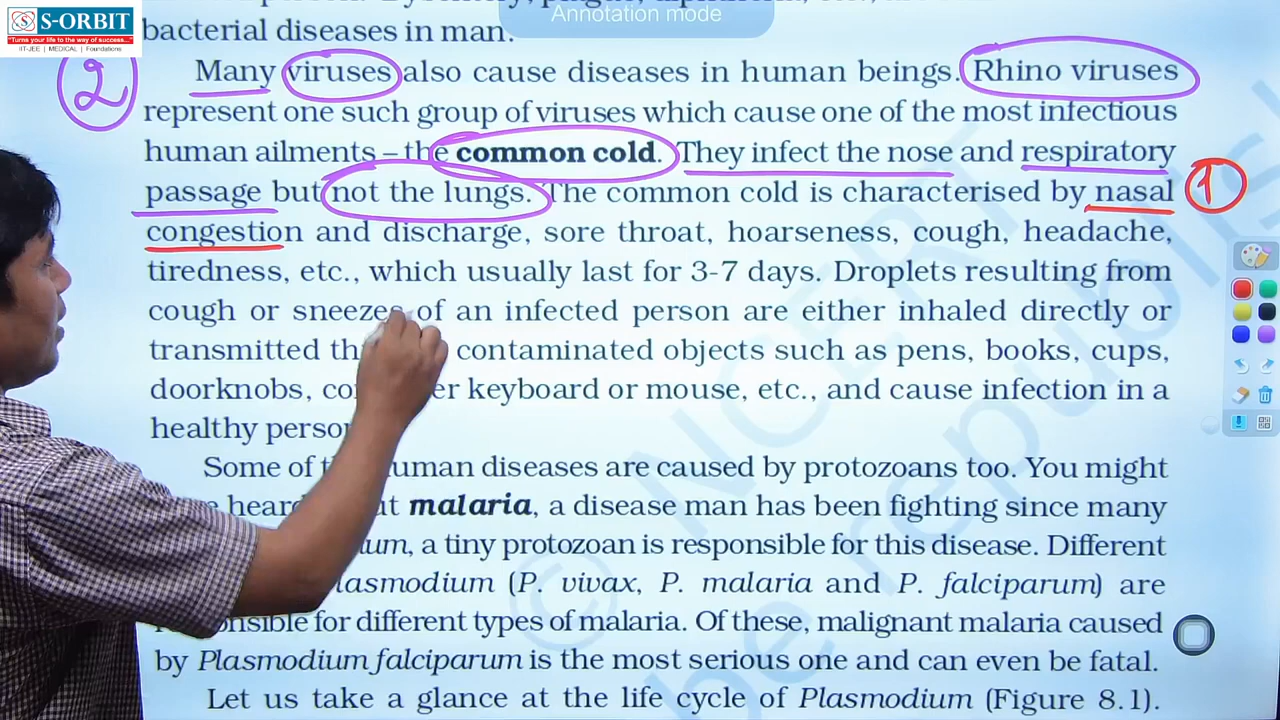 S-ORBIT
"Turns your life to the way of success..."
IIT-JEE | MEDICAL | Foundations
Annotation mode
bacterial diseases in man.
2
Many viruses also cause diseases in human beings. Rhino viruses
represent one such group of viruses which cause one of the most infectious
human ailments – the common cold. They infect the nose and respiratory
passage but not the lungs. The common cold is characterised by nasal
1
congestion and discharge, sore throat, hoarseness, cough, headache,
tiredness, etc., which usually last for 3-7 days. Droplets resulting from
cough or sneezes of an infected person are either inhaled directly or
transmitted contaminated objects such as pens, books, cups,
doorknobs, keyboard or mouse, etc., and cause infection in a
healthy
Some of human diseases are caused by protozoans too. You might
malaria, a disease man has been fighting since many
a tiny protozoan is responsible for this disease. Different
Plasmodium (P. vivax, P. malaria and P. falciparum) are
responsible for different types of malaria. Of these, malignant malaria caused
by Plasmodium falciparum is the most serious one and can even be fatal.
Let us take a glance at the life cycle of Plasmodium (Figure 8.1).
© NCERT
be republis